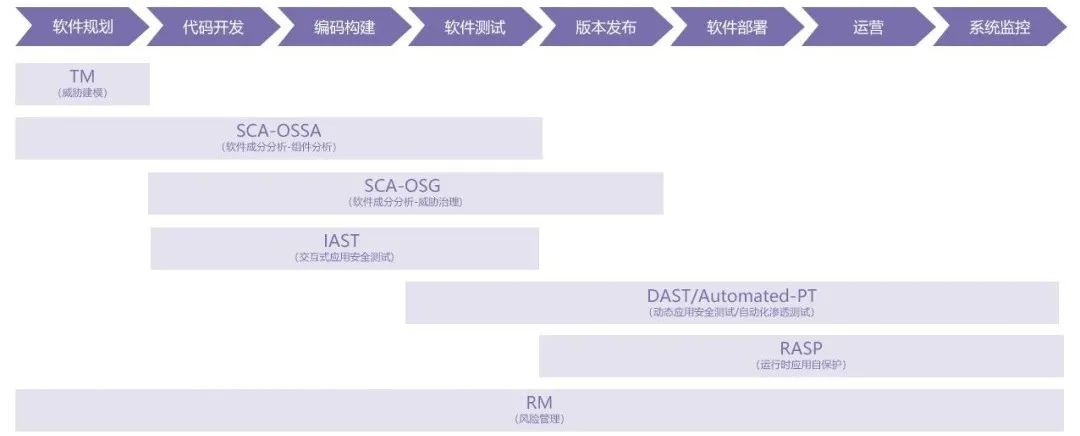 软件规划
代码开发
编码构建
软件测试
版本发布
软件部署
运营
系统监控
TM
（威胁建模）
SCA-OSSA
（软件成分分析-组件分析）
SCA-OSG
（软件成分分析-威胁治理）
IAST
（交互式应用安全测试）
DAST/Automated-PT
（动态应用安全测试/自动化渗透测试）
RASP
（运行时应用自保护）
RM
（风险管理）